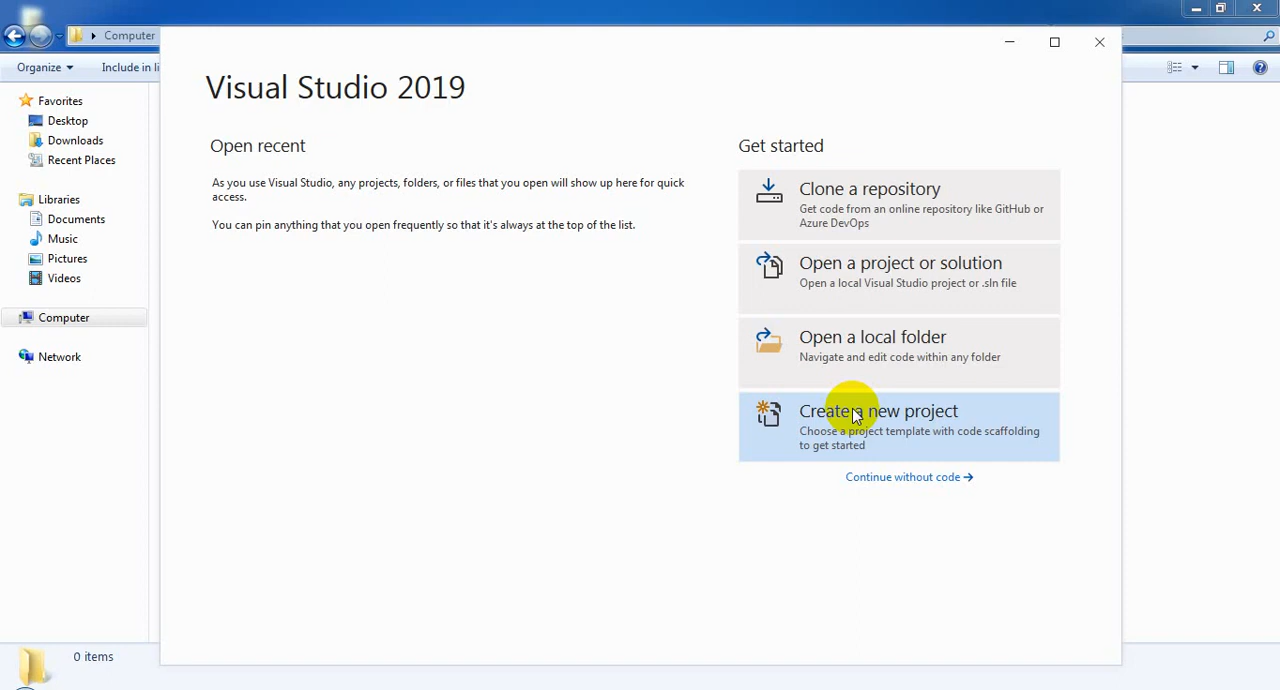 Computer
Organize
Include in li
Favorites
Desktop
Downloads
Recent Places
Libraries
Documents
Music
Pictures
Videos
Computer
Network
0 items
Visual Studio 2019
Open recent
As you use Visual Studio, any projects, folders, or files that you open will show up here for quick
access.
You can pin anything that you open frequently so that it's always at the top of the list.
Get started
Clone a repository
Get code from an online repository like GitHub or
Azure DevOps
Open a project or solution
Open a local Visual Studio project or .sln file
Open a local folder
Navigate and edit code within any folder
Create a new project
Choose a project template with code scaffolding
to get started
Continue without code